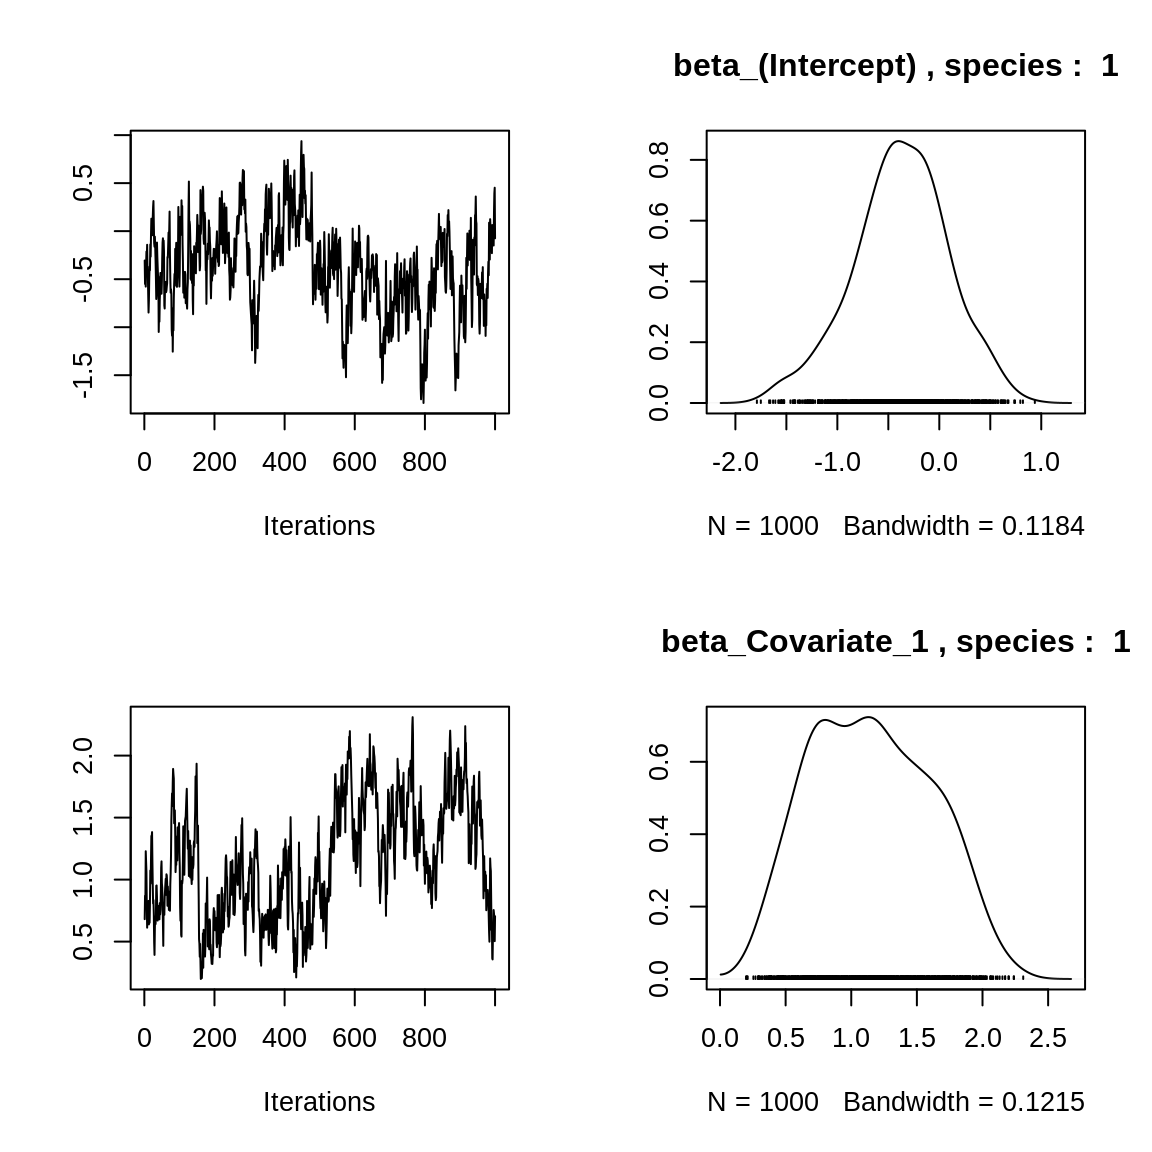 beta_(Intercept) , species :  1
0.5
-0.5
-1.5
0 200 400 600 800
Iterations
0.8
0.6
0.4
0.2
0.0
-2.0 -1.0 0.0 1.0
N = 1000   Bandwidth = 0.1184
beta_Covariate_1 , species :  1
2.0
1.5
1.0
0.5
0 200 400 600 800
Iterations
0.6
0.4
0.2
0.0
0.0 0.5 1.0 1.5 2.0 2.5
N = 1000   Bandwidth = 0.1215